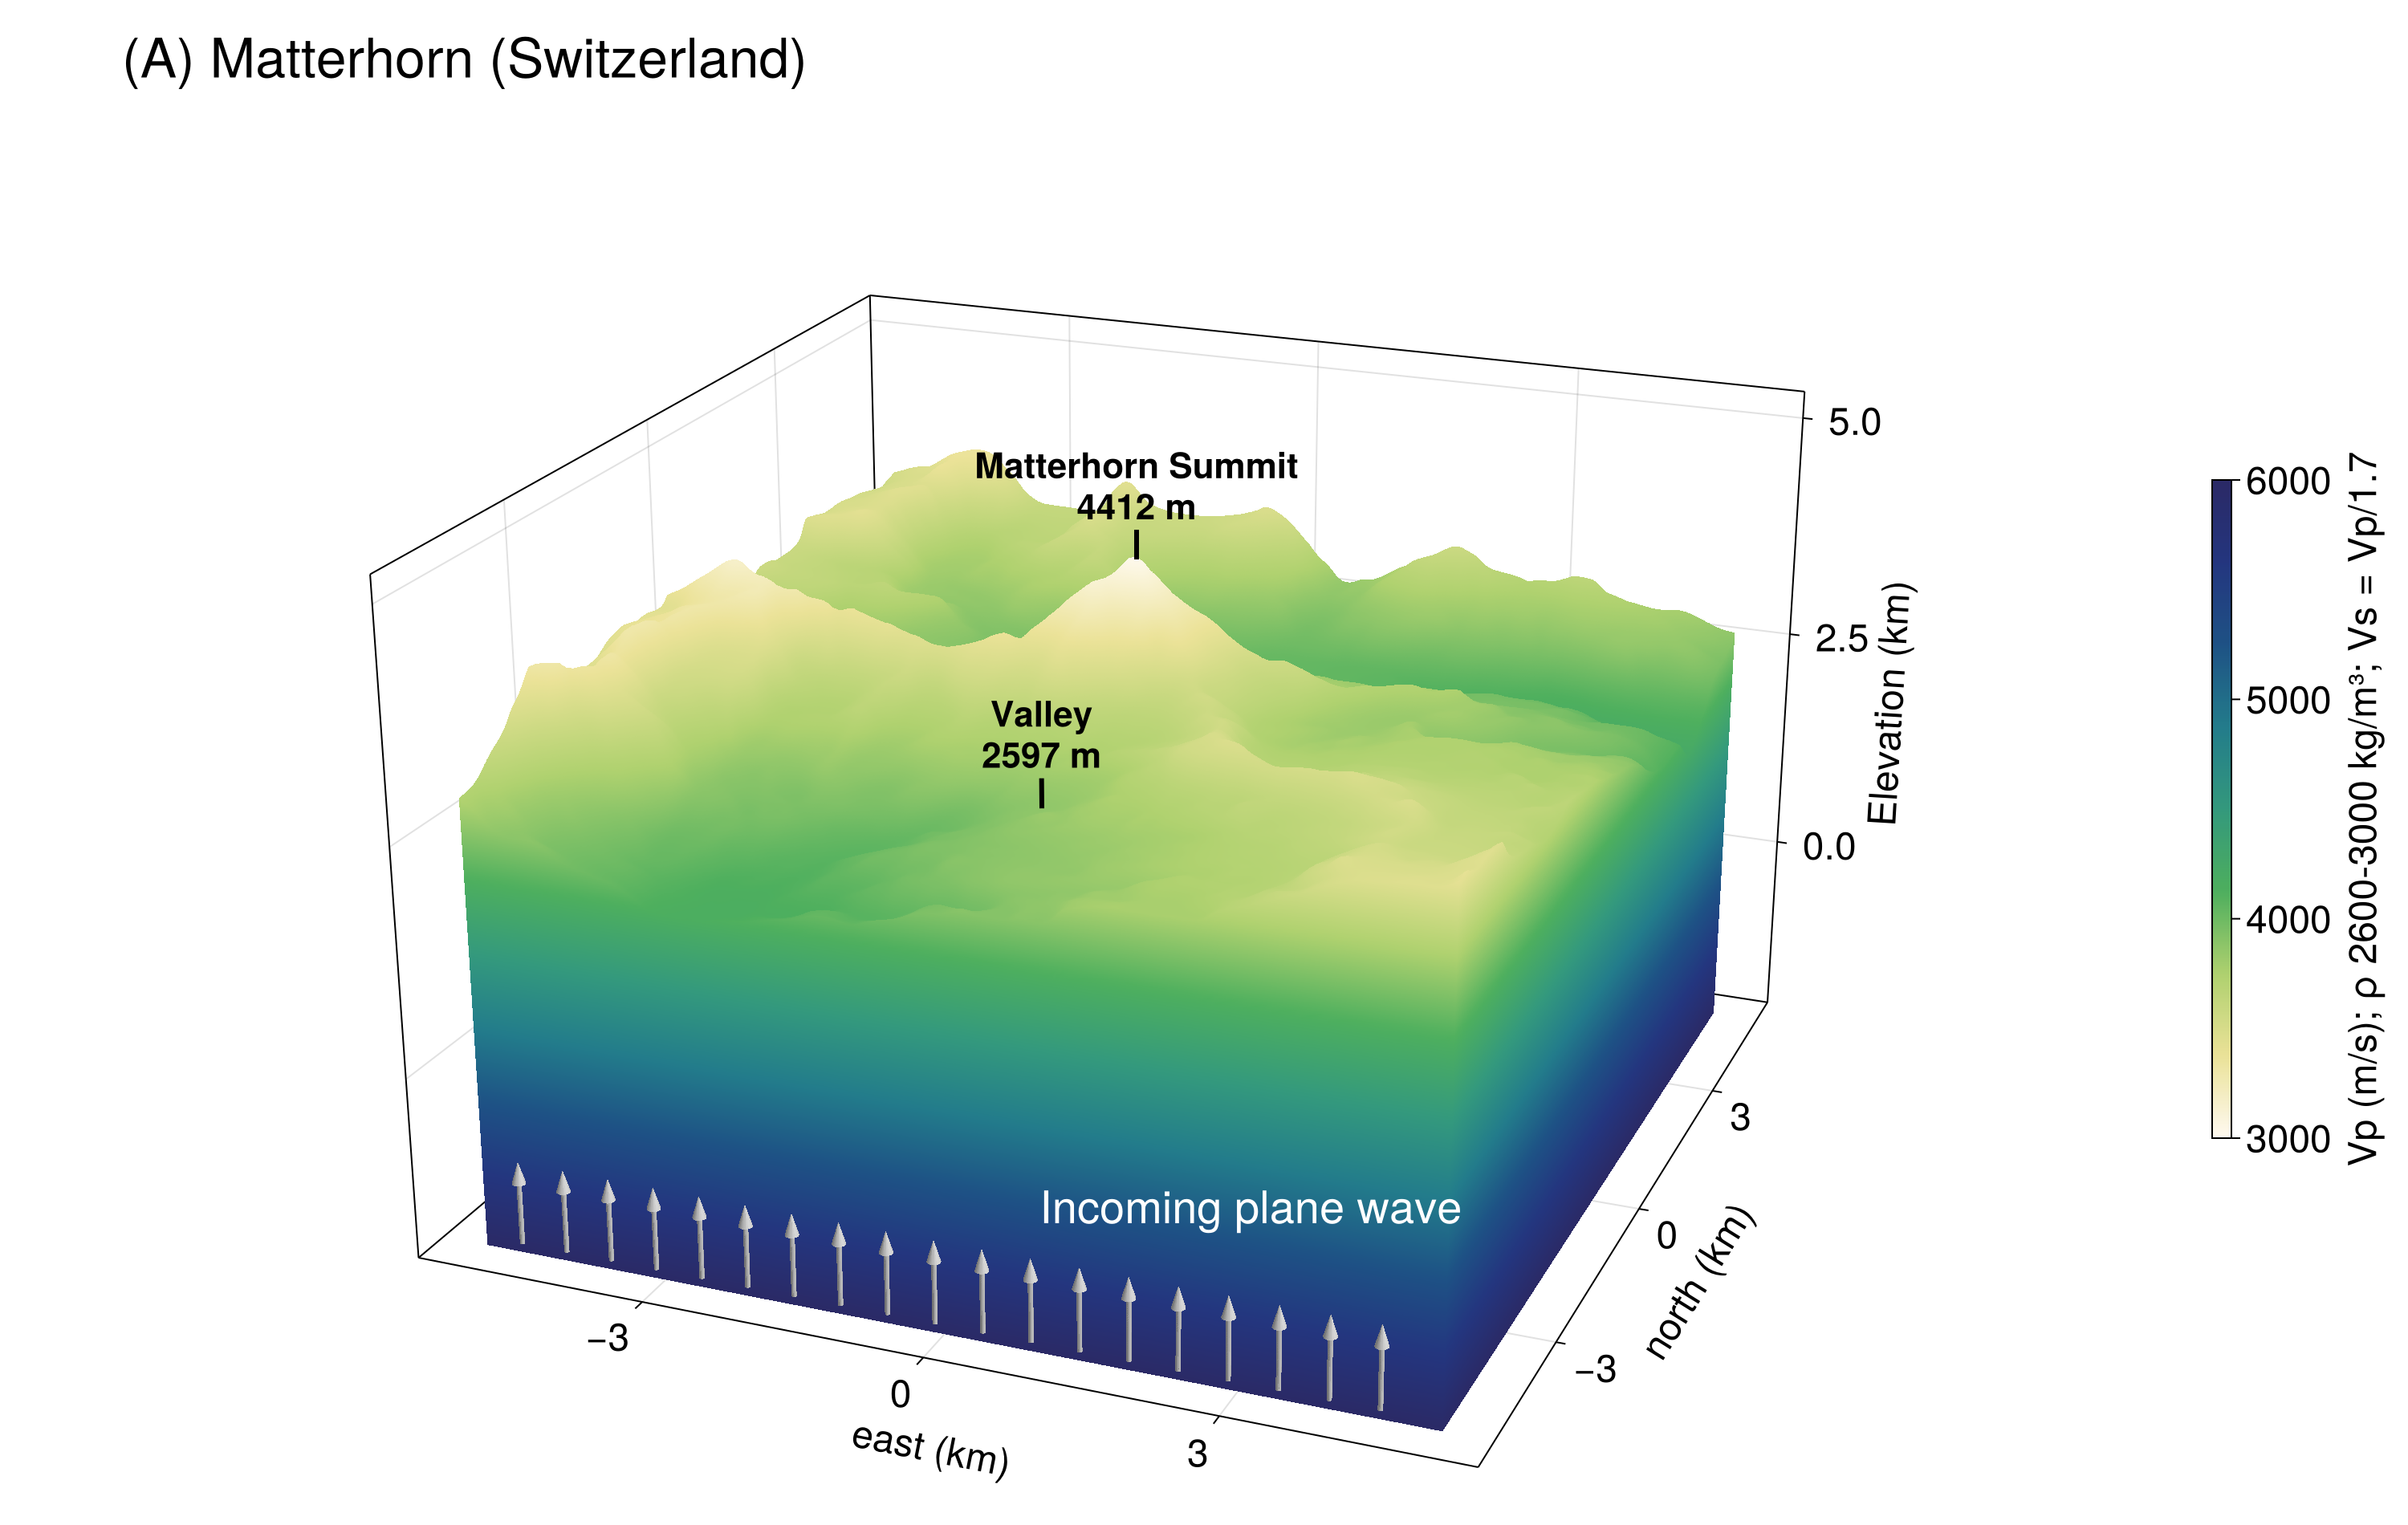 (A) Matterhorn (Switzerland)
Matterhorn Summit
4412 m
Valley
2597 m
Incoming plane wave
5.0
2.5
0.0
Elevation (km)
3
0
−3
north (km)
−3
0
3
east (km)
6000
5000
4000
3000
Vp (m/s); ρ 2600-3000 kg/m³; Vs = Vp/1.7